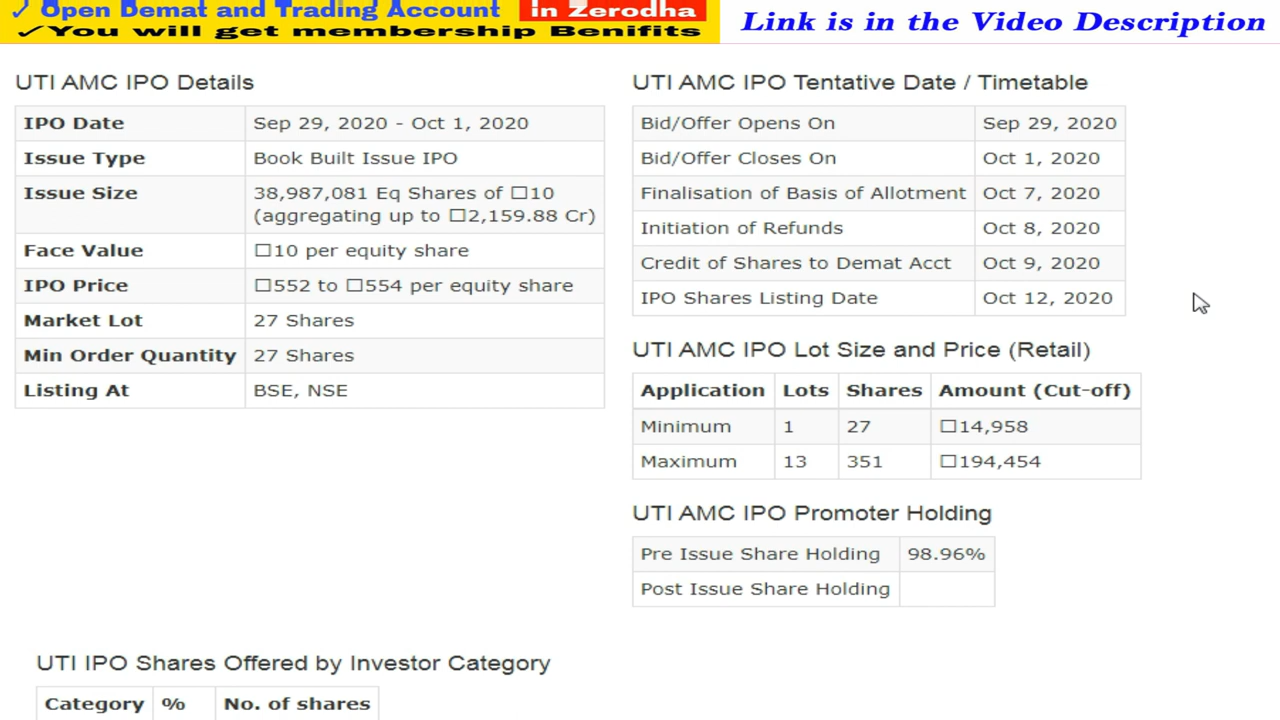 ✓ Open Demat and Trading Account In Zerodha
✓You will get membership Benifits
Link is in the Video Description
UTI AMC IPO Details
IPO Date Sep 29, 2020 - Oct 1, 2020
Issue Type Book Built Issue IPO
Issue Size 38,987,081 Eq Shares of □10
(aggregating up to □2,159.88 Cr)
Face Value □10 per equity share
IPO Price □552 to □554 per equity share
Market Lot 27 Shares
Min Order Quantity 27 Shares
Listing At BSE, NSE
UTI AMC IPO Tentative Date / Timetable
Bid/Offer Opens On Sep 29, 2020
Bid/Offer Closes On Oct 1, 2020
Finalisation of Basis of Allotment Oct 7, 2020
Initiation of Refunds Oct 8, 2020
Credit of Shares to Demat Acct Oct 9, 2020
IPO Shares Listing Date Oct 12, 2020
UTI AMC IPO Lot Size and Price (Retail)
Application Lots Shares Amount (Cut-off)
Minimum 1 27 □14,958
Maximum 13 351 □194,454
UTI AMC IPO Promoter Holding
Pre Issue Share Holding 98.96%
Post Issue Share Holding
UTI IPO Shares Offered by Investor Category
Category % No. of shares